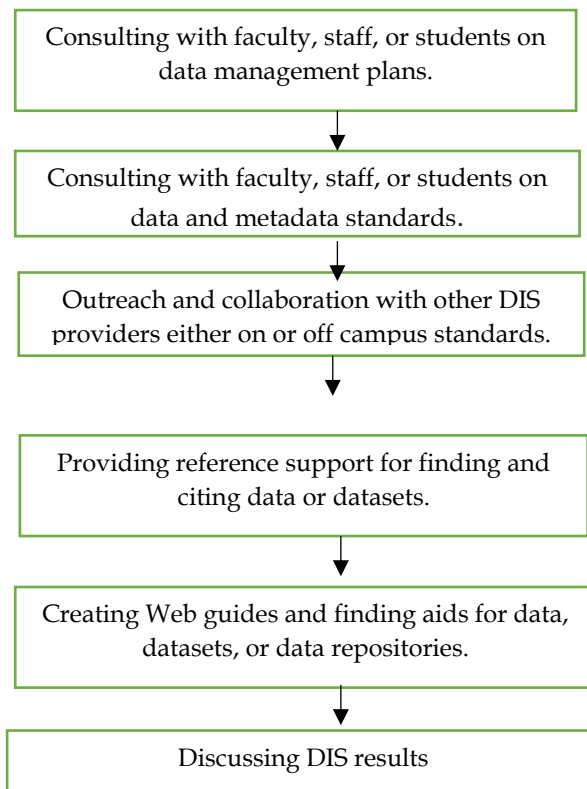 Consulting with faculty, staff, or students on
data management plans.
Consulting with faculty, staff, or students on
data and metadata standards.
Outreach and collaboration with other DIS
providers either on or off campus standards.
Providing reference support for finding and
citing data or datasets.
Creating Web guides and finding aids for data,
datasets, or data repositories.
Discussing DIS results